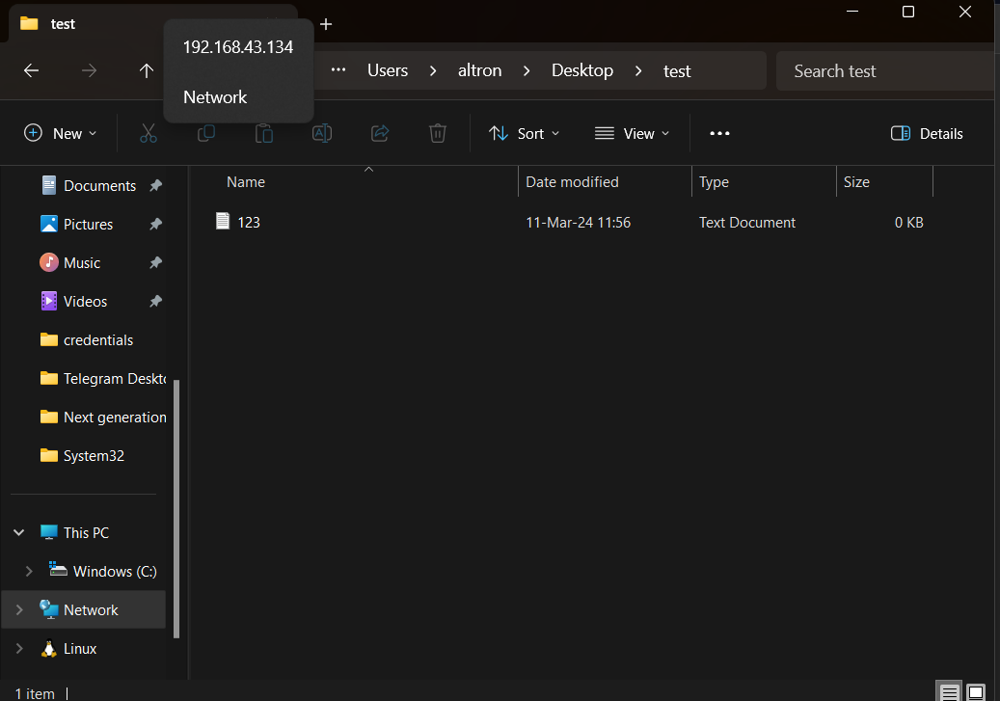 test
192.168.43.134
Network
Users
altron
Desktop
test
Search test
New
Sort
View
Details
Name
Date modified
Type
Size
123
11-Mar-24 11:56
Text Document
0 KB
Documents
Pictures
Music
Videos
credentials
Telegram Deskto
Next generation
System32
This PC
Windows (C:)
Network
Linux
1 item